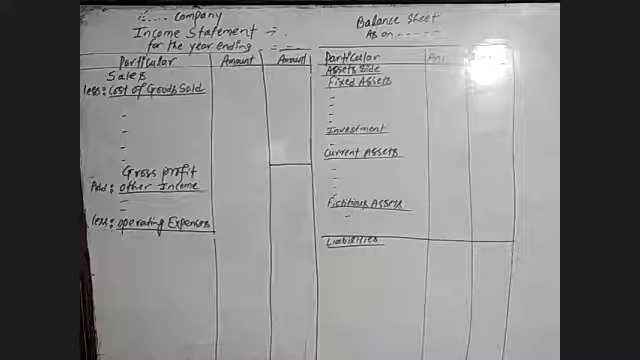 Company
Income Statement :-
for the year ending
Particular Amount Amount
Sales
less: Cost of Goods Sold
-
-
-
-
Gross profit
Add: Other Income
-
-
less: operating Expenses
Balance Sheet
As on - - - - -
Particular
Assets Side
Fixed Assets
-
-
-
-
Investment
-
Current Assets
-
-
-
Fictitious Assets
-
Liabilities